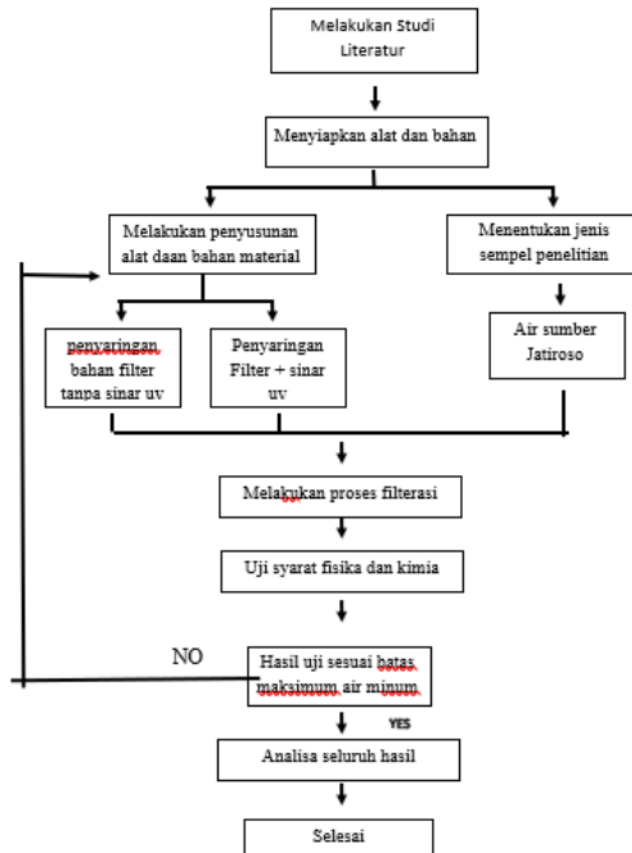 Melakukan Studi
Literatur
Menyiapkan alat dan bahan
Melakukan penyusunan
alat daan bahan material
Menentukan jenis
sempel penelitian
penyaringan
bahan filter
tanpa sinar uv
Penyaringan
Filter + sinar
uv
Air sumber
Jatiroso
Melakukan proses filterasi
Uji syarat fisika dan kimia
NO
Hasil uji sesuai batas
maksimum air minum
YES
Analisa seluruh hasil
Selesai